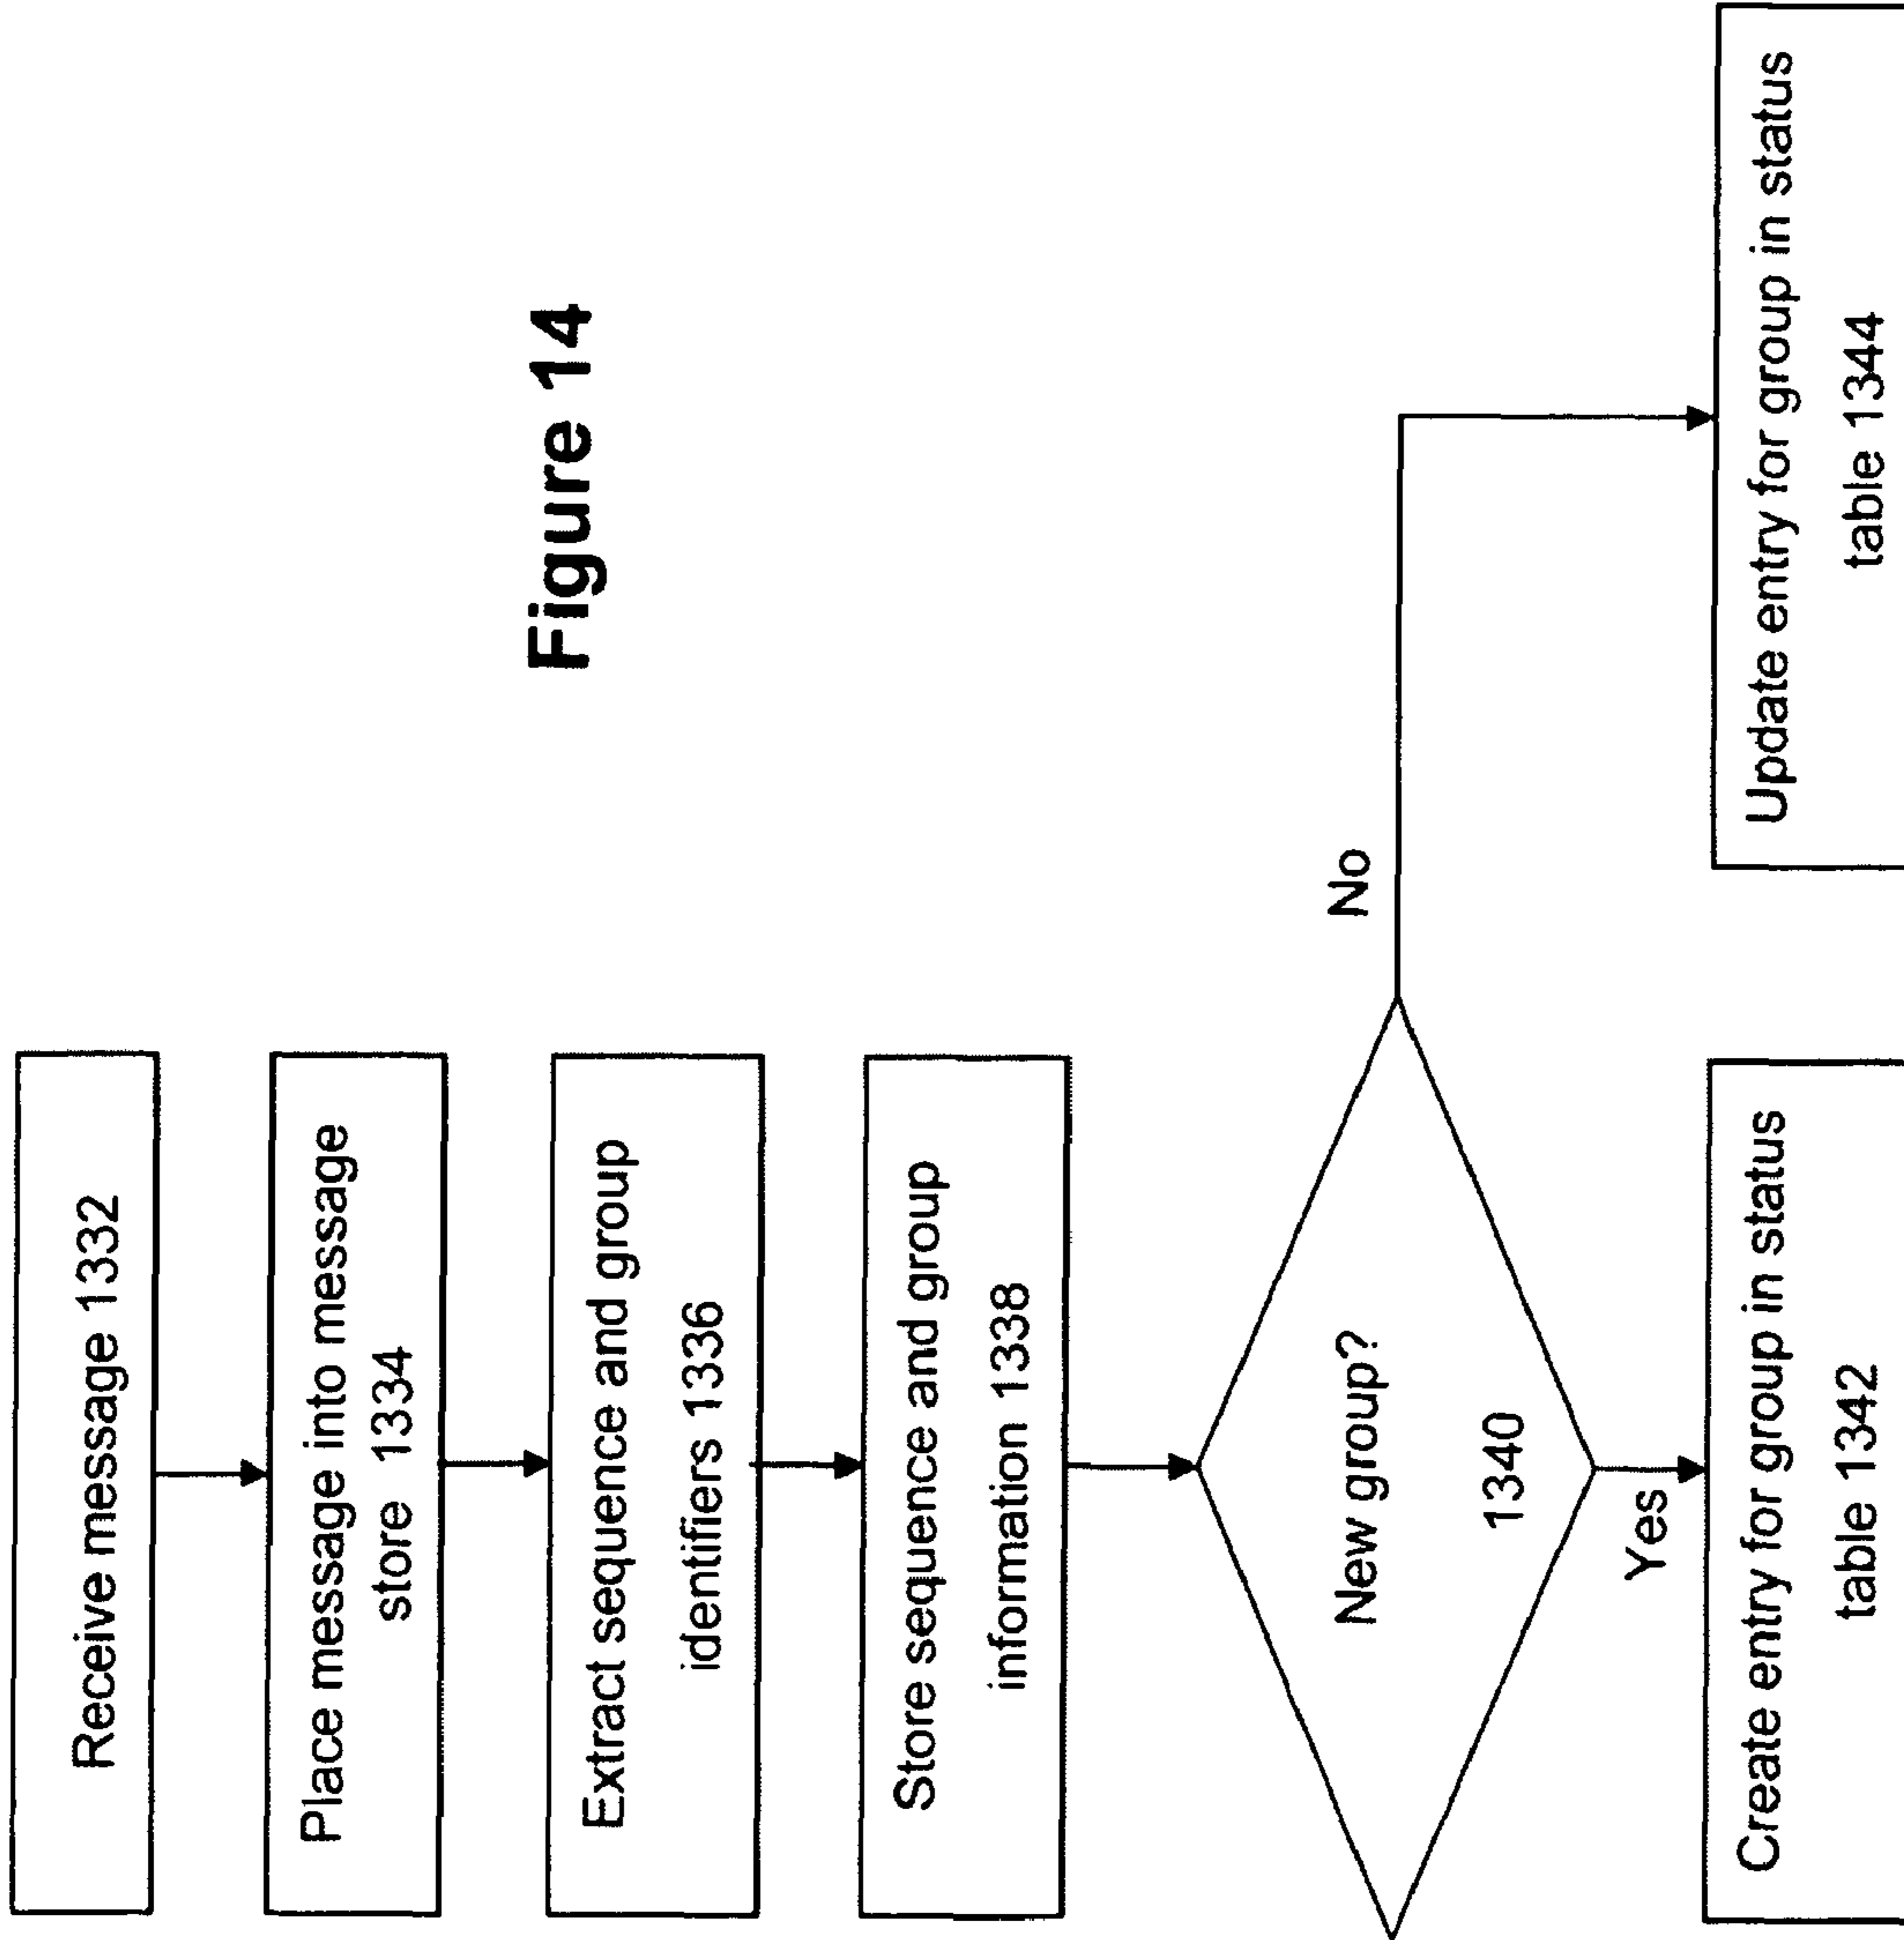 Receive message 1332
Place message into message
store 1334
Extract sequence and group
identifiers 1336
Store sequence and group
information 1338
New group?
1340
No
Yes
Create entry for group in status
table 1342
Update entry for group in status
table 1344
Figure 14